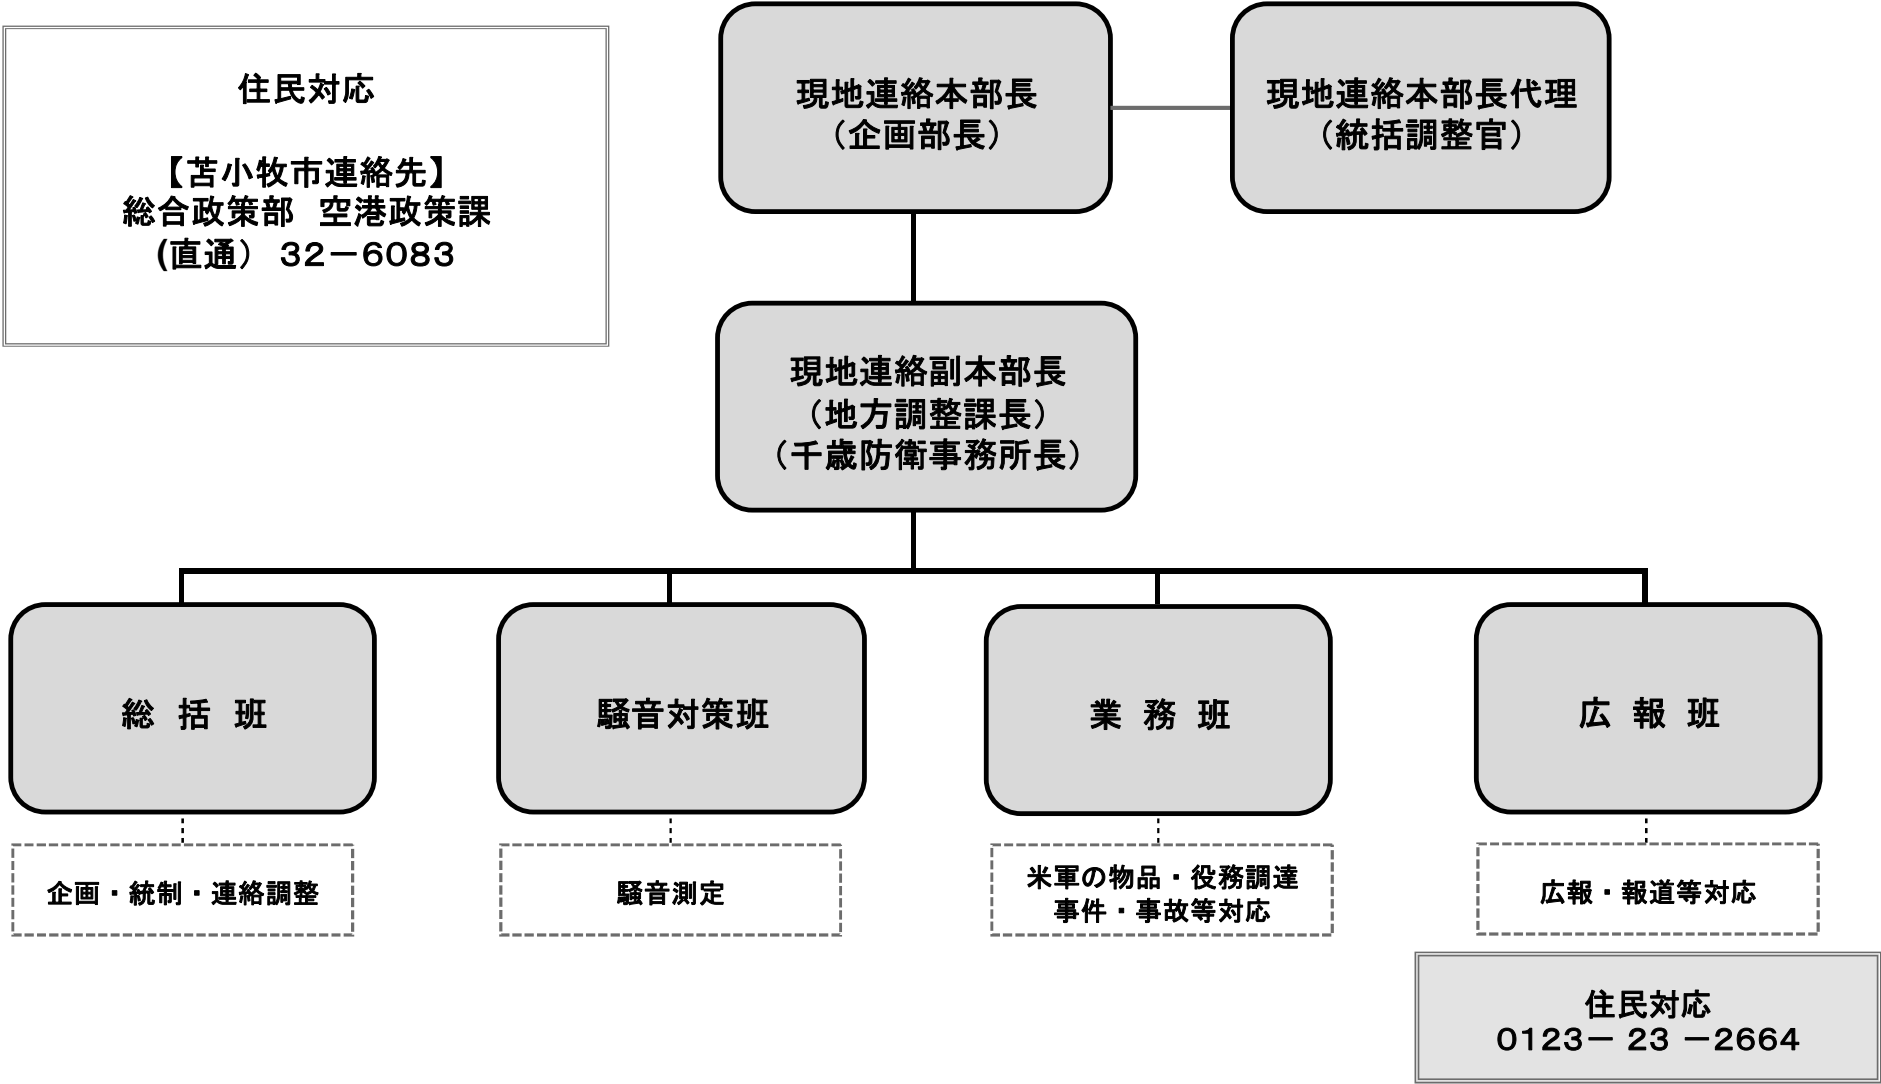 住民対応
【苫小牧市連絡先】
総合政策部　空港政策課
(直通） 32－6083
現地連絡本部長
（企画部長）
現地連絡本部長代理
（統括調整官）
現地連絡副本部長
（地方調整課長）
（千歳防衛事務所長）
総 括 班
騒音対策班
業 務 班
広 報 班
企画・統制・連絡調整
騒音測定
米軍の物品・役務調達
事件・事故等対応
広報・報道等対応
住民対応
0123－ 23 －2664